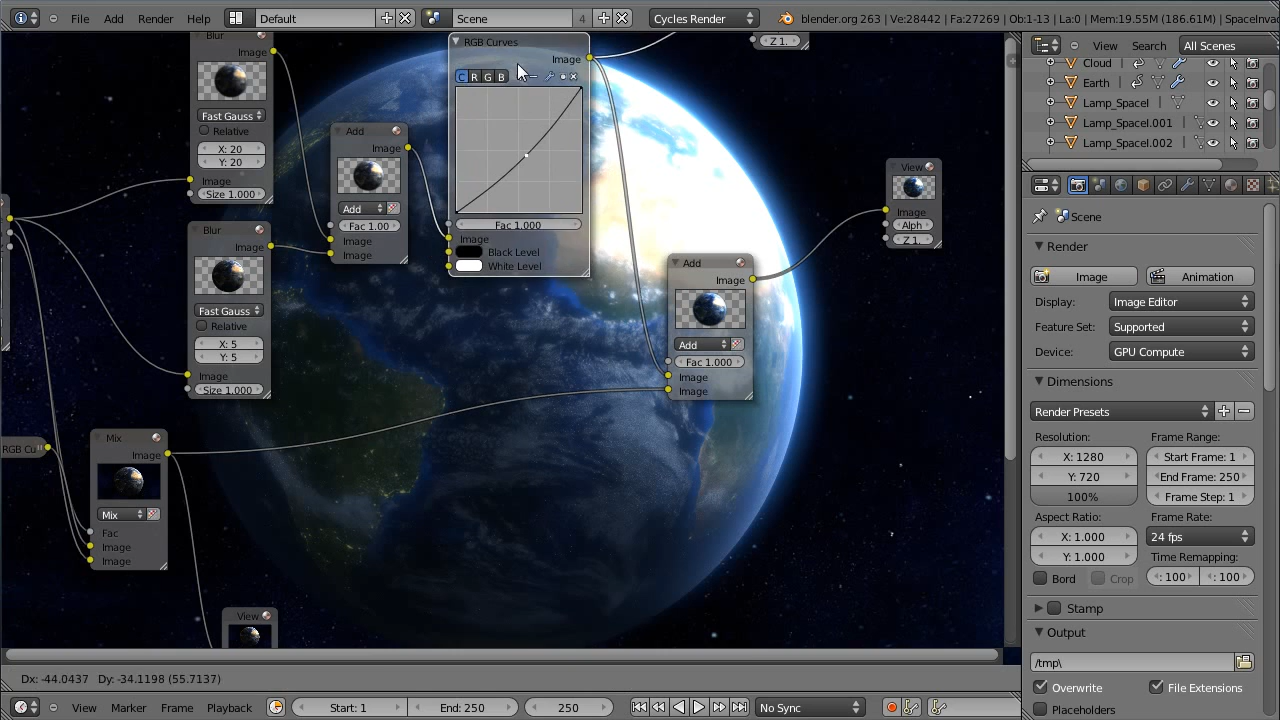 File Add Render Help Default Scene 4 Cycles Render blender.org 263 | Ve:28442 | Fa:27269 | Ob:1-13 | La:0 | Mem:19.55M (186.61M) | SpaceInva
Blur
Image
Fast Gauss
Relative
X: 20
Y: 20
Image
Size 1.000
Blur
Image
Fast Gauss
Relative
X: 5
Y: 5
Image
Size 1.000
RGB Cu
Mix
Image
Mix
Fac
Image
Image
Add
Image
Add
Fac 1.00
Image
Image
RGB Curves
Image
C R G B
Fac 1.000
Image
Black Level
White Level
Z 1.
Add
Image
Add
Fac 1.000
Image
Image
View
Image
Alph
Z 1.
View
View Search All Scenes
Cloud
Earth
Lamp_Spacel
Lamp_Spacel.001
Lamp_Spacel.002
Scene
Render
Image Animation
Display: Image Editor
Feature Set: Supported
Device: GPU Compute
Dimensions
Render Presets
Resolution: Frame Range:
X: 1280 Start Frame: 1
Y: 720 End Frame: 250
100% Frame Step: 1
Aspect Ratio: Frame Rate:
X: 1.000 24 fps
Y: 1.000 Time Remapping:
Bord Crop : 100 : 100
Stamp
Output
/tmp\
Overwrite File Extensions
Placeholders
Dx: -44.0437 Dy: -34.1198 (55.7137)
View Marker Frame Playback Start: 1 End: 250 250 No Sync